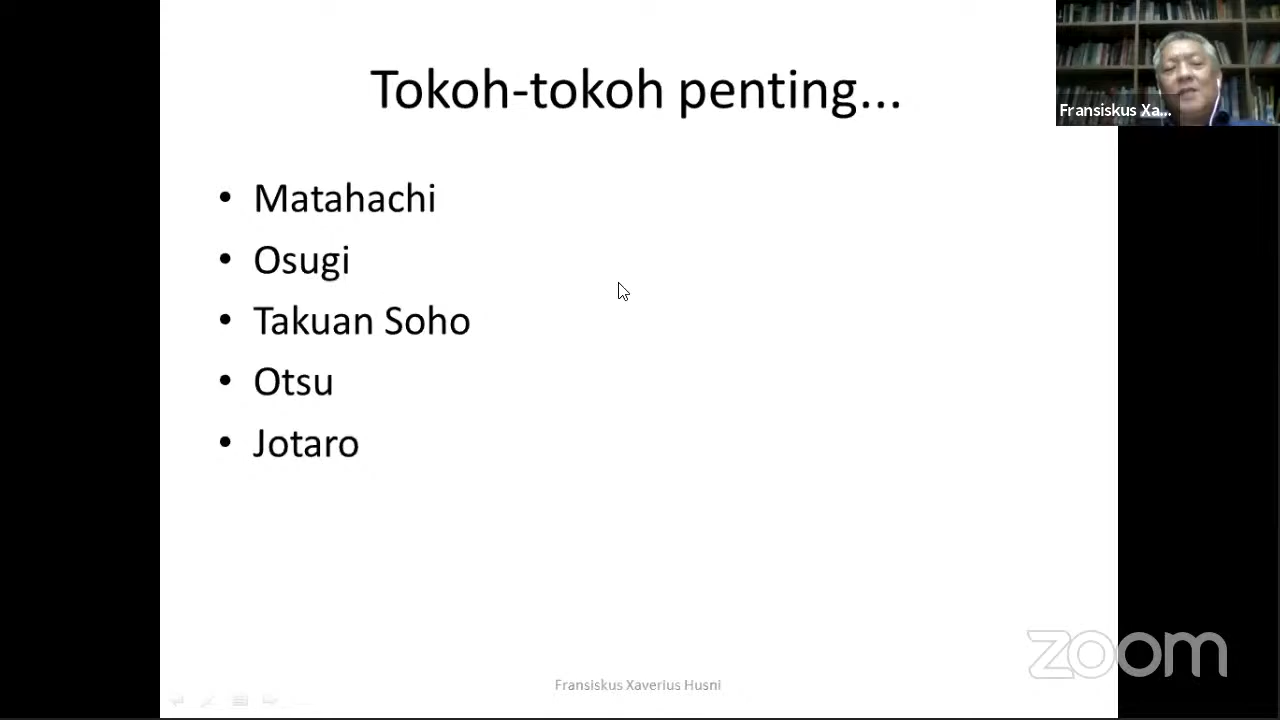 Tokoh-tokoh penting...
Fransiskus Xa...
• Matahachi
• Osugi
• Takuan Soho
• Otsu
• Jotaro
zoom
Fransiskus Xaverius Husni